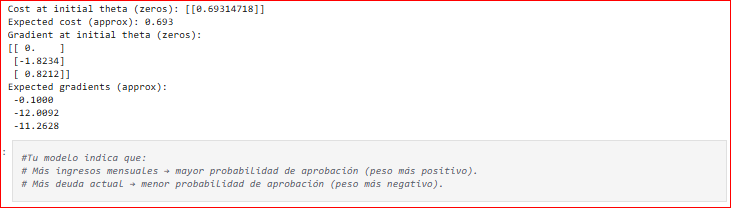 Cost at initial theta (zeros): [[0.69314718]]
Expected cost (approx): 0.693
Gradient at initial theta (zeros):
[[ 0.    ]
 [-1.8234]
 [ 0.8212]]
Expected gradients (approx):
 -0.1000
 -12.0092
 -11.2628
:
#Tu modelo indica que:
# Más ingresos mensuales → mayor probabilidad de aprobación (peso más positivo).
# Más deuda actual → menor probabilidad de aprobación (peso más negativo).